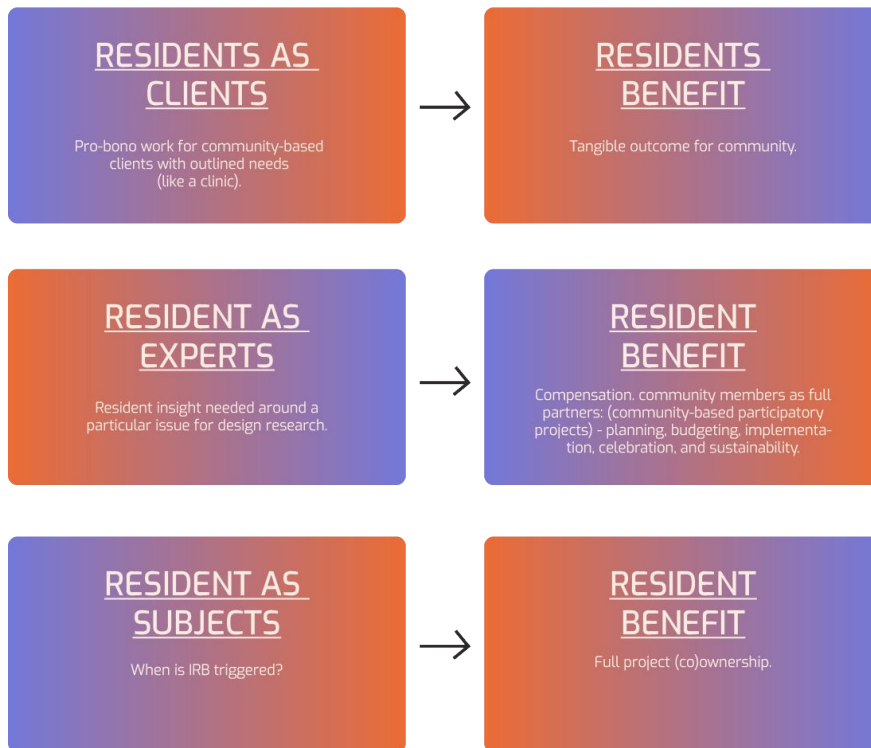 RESIDENTS AS
CLIENTS
Pro-bono work for community-based
clients with outlined needs
(like a clinic).
RESIDENTS
BENEFIT
Tangible outcome for community.
RESIDENT AS
EXPERTS
Resident insight needed around a
particular issue for design research.
RESIDENT
BENEFIT
Compensation. community members as full
partners: (community-based participatory
projects) - planning, budgeting, implementa-
tion, celebration, and sustainability.
RESIDENT AS
SUBJECTS
When is IRB triggered?
RESIDENT
BENEFIT
Full project (co)ownership.